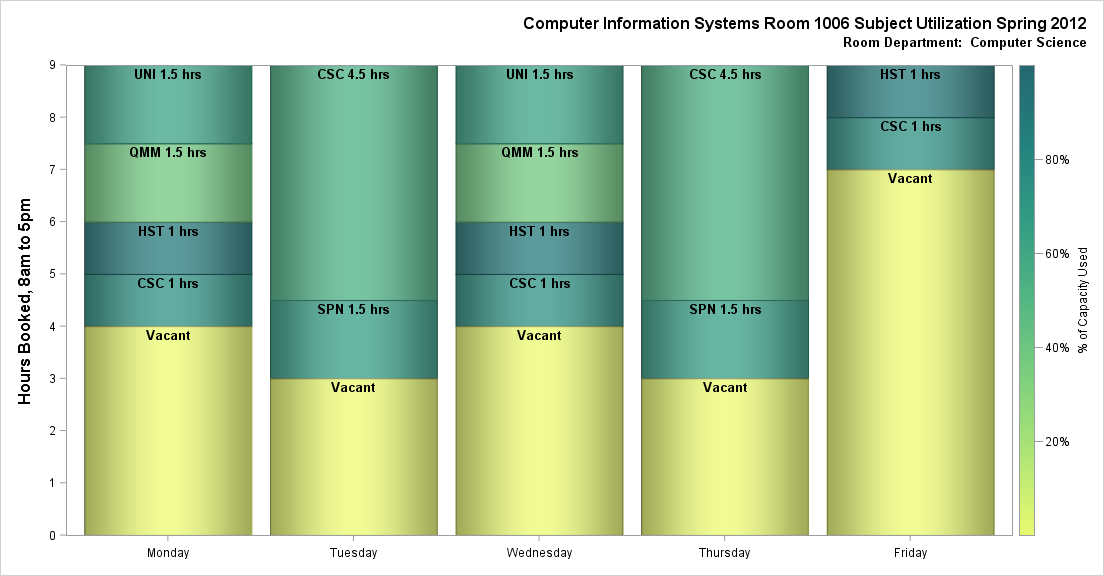 Computer Information Systems Room 1006 Subject Utilization Spring 2012
Room Department: Computer Science
Hours Booked, 8am to 5pm
9
8
7
6
5
4
3
2
1
0
UNI 1.5 hrs
QMM 1.5 hrs
HST 1 hrs
CSC 1 hrs
Vacant
CSC 4.5 hrs
SPN 1.5 hrs
Vacant
UNI 1.5 hrs
QMM 1.5 hrs
HST 1 hrs
CSC 1 hrs
Vacant
CSC 4.5 hrs
SPN 1.5 hrs
Vacant
HST 1 hrs
CSC 1 hrs
Vacant
Monday
Tuesday
Wednesday
Thursday
Friday
80%
60%
40%
20%
% of Capacity Used